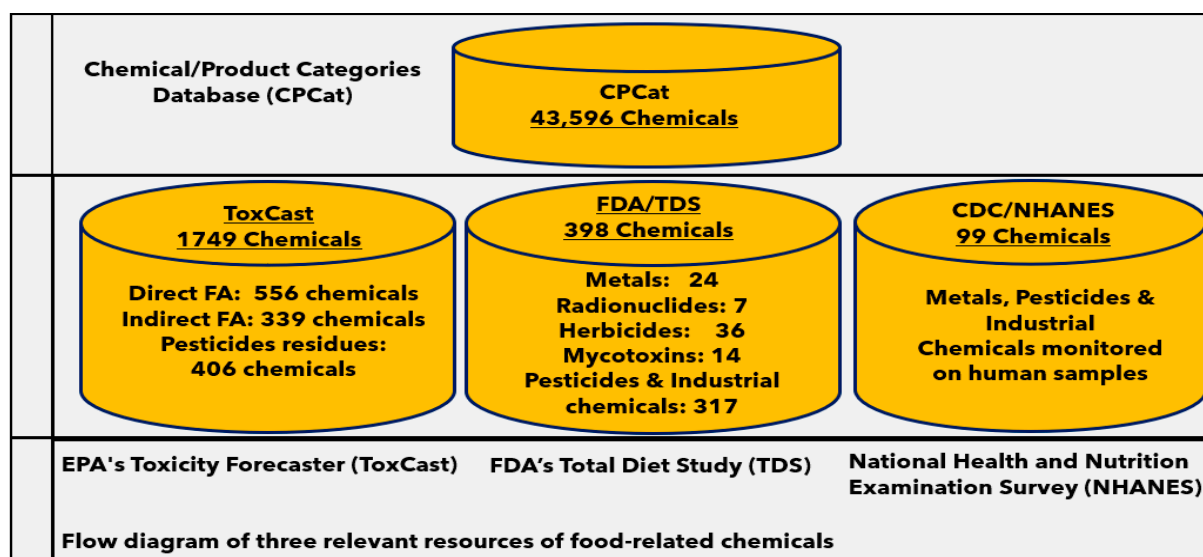 Chemical/Product Categories
Database (CPCat)
CPCat
43,596 Chemicals
ToxCast
1749 Chemicals
Direct FA: 556 chemicals
Indirect FA: 339 chemicals
Pesticides residues:
406 chemicals
FDA/TDS
398 Chemicals
Metals: 24
Radionuclides: 7
Herbicides: 36
Mycotoxins: 14
Pesticides & Industrial
chemicals: 317
CDC/NHANES
99 Chemicals
Metals, Pesticides &
Industrial
Chemicals monitored
on human samples
EPA's Toxicity Forecaster (ToxCast)
FDA’s Total Diet Study (TDS)
National Health and Nutrition
Examination Survey (NHANES)
Flow diagram of three relevant resources of food-related chemicals